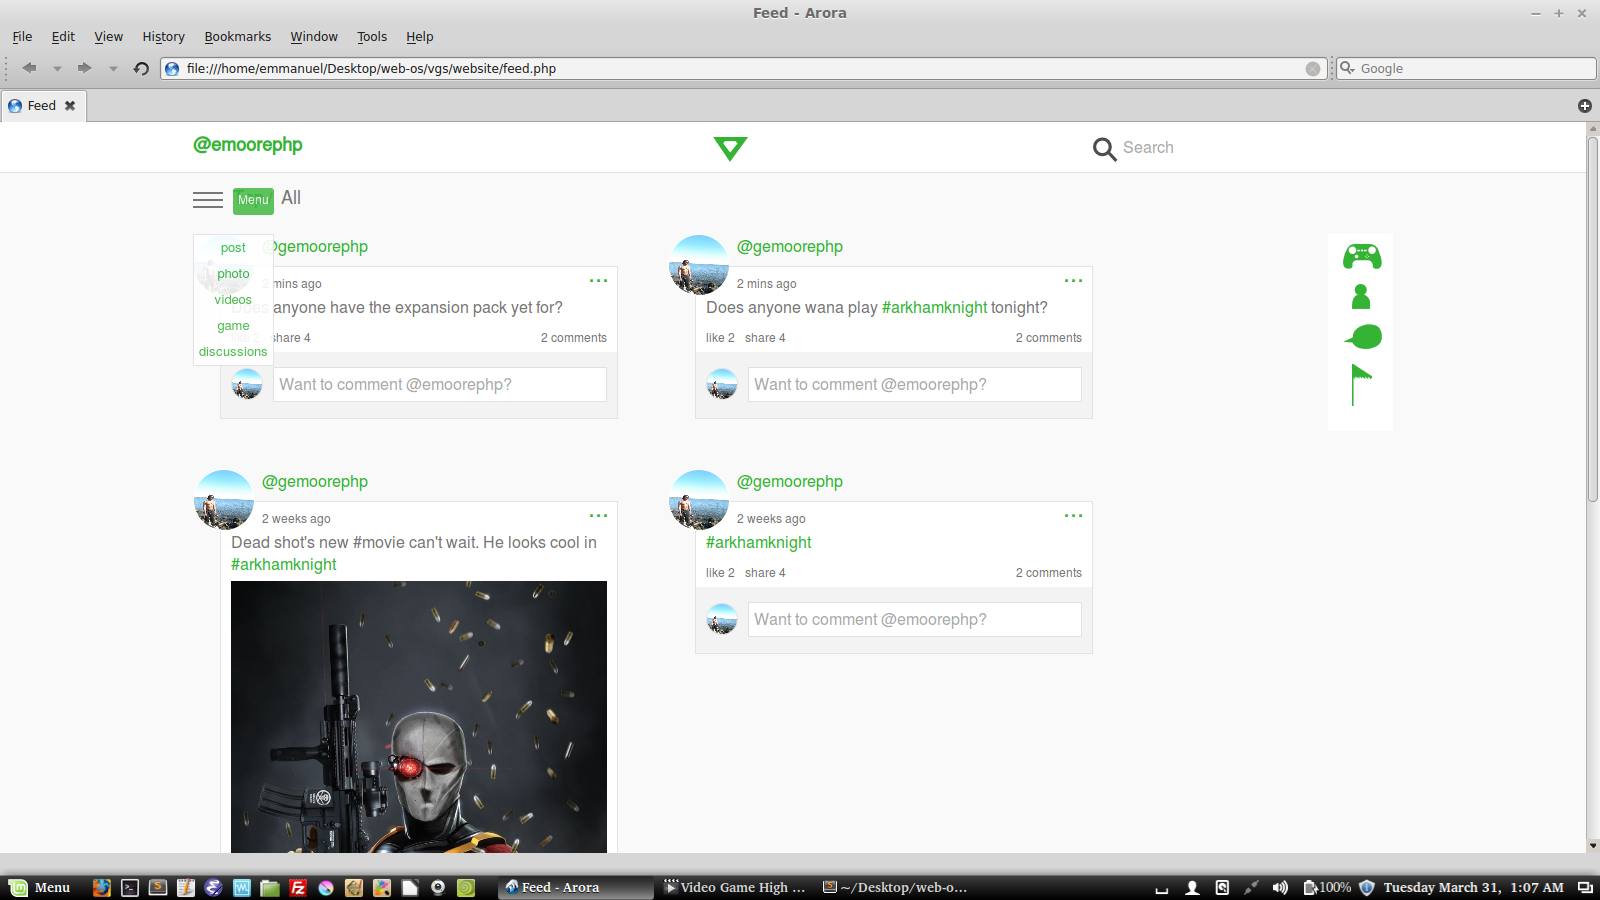 Feed - Arora
File Edit View History Bookmarks Window Tools Help
file:///home/emmanuel/Desktop/web-os/vgs/website/feed.php
Google
Feed
@emoorephp
Search
Menu All
post
photo
videos
game
discussions
@gemoorephp
2 mins ago
Does anyone have the expansion pack yet for?
like 2 share 4 2 comments
Want to comment @emoorephp?
@gemoorephp
2 mins ago
Does anyone wana play #arkhamknight tonight?
like 2 share 4 2 comments
Want to comment @emoorephp?
@gemoorephp
2 weeks ago
Dead shot's new #movie can't wait. He looks cool in
#arkhamknight
@gemoorephp
2 weeks ago
#arkhamknight
like 2 share 4 2 comments
Want to comment @emoorephp?
Menu Feed - Arora Video Game High ... ~/Desktop/web-o... 100% Tuesday March 31, 1:07 AM